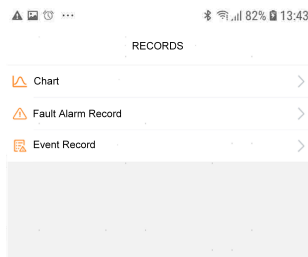 82% 13:43
RECORDS
Chart
Fault Alarm Record
Event Record